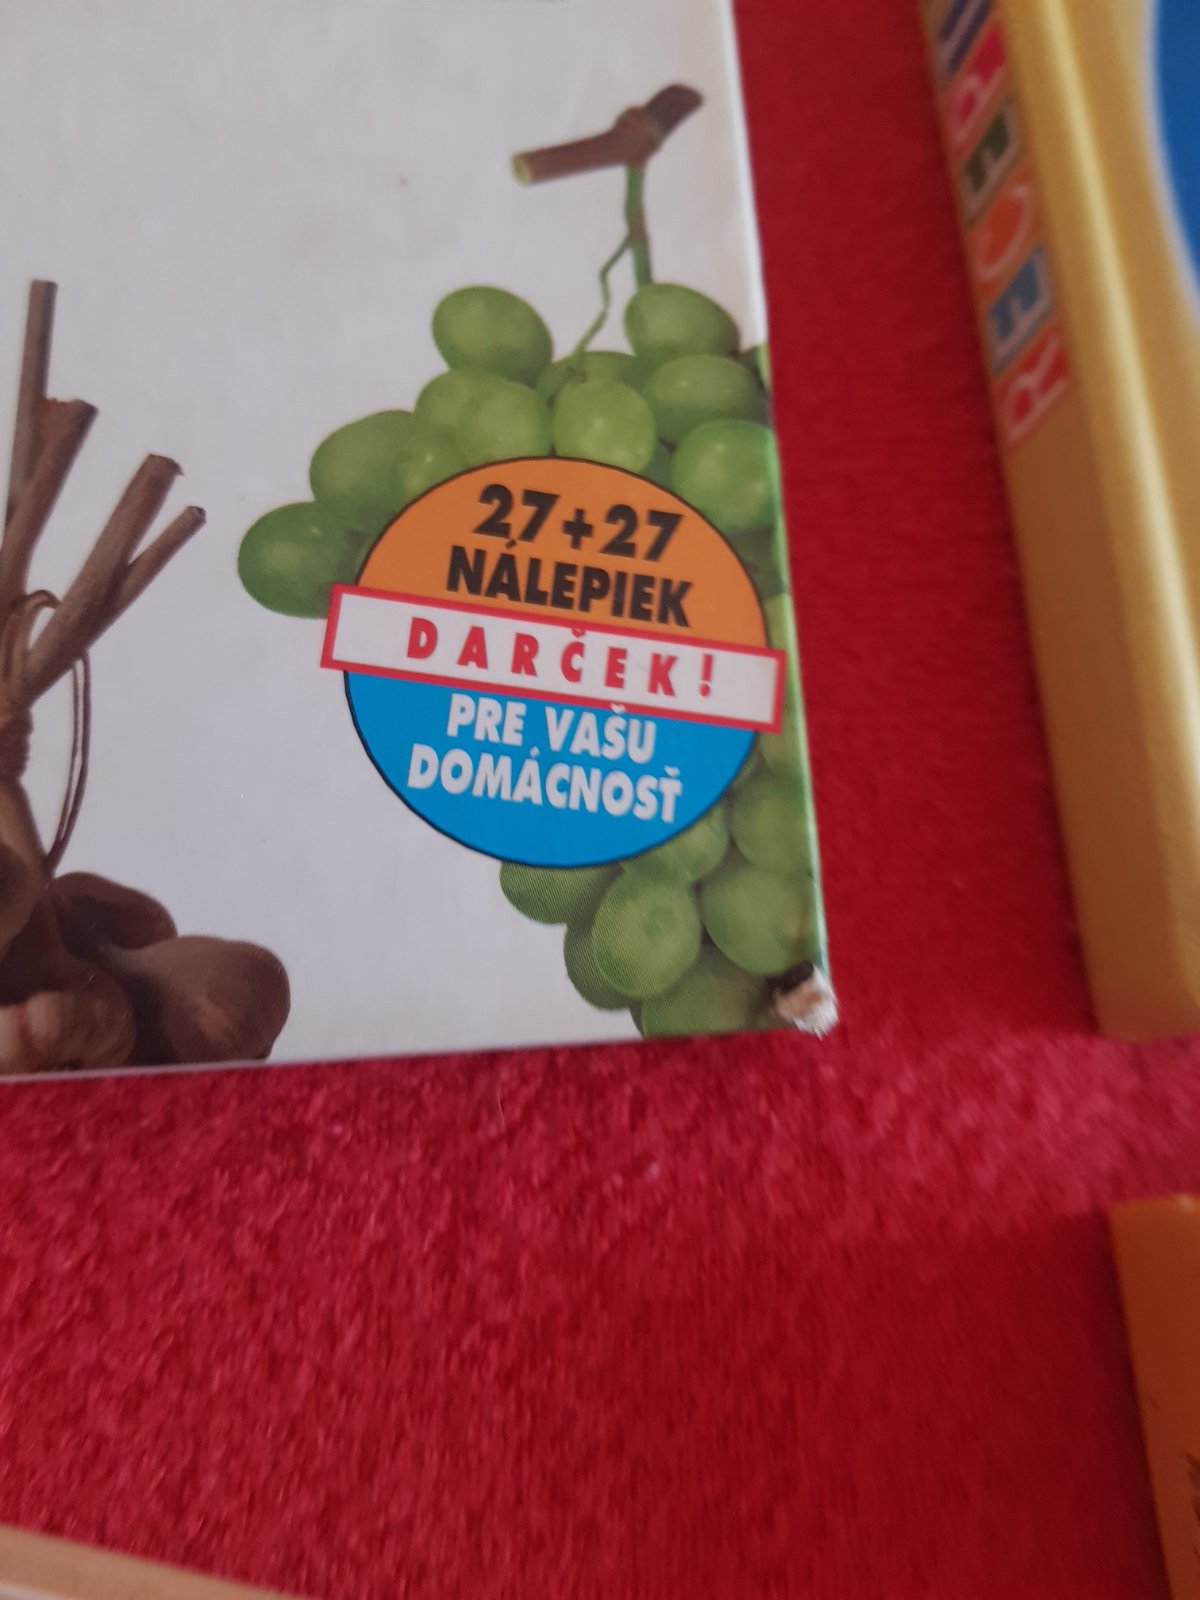 27+27
NÁLEPIEK
DARČEK!
PRE VAŠU
DOMÁCNOSŤ